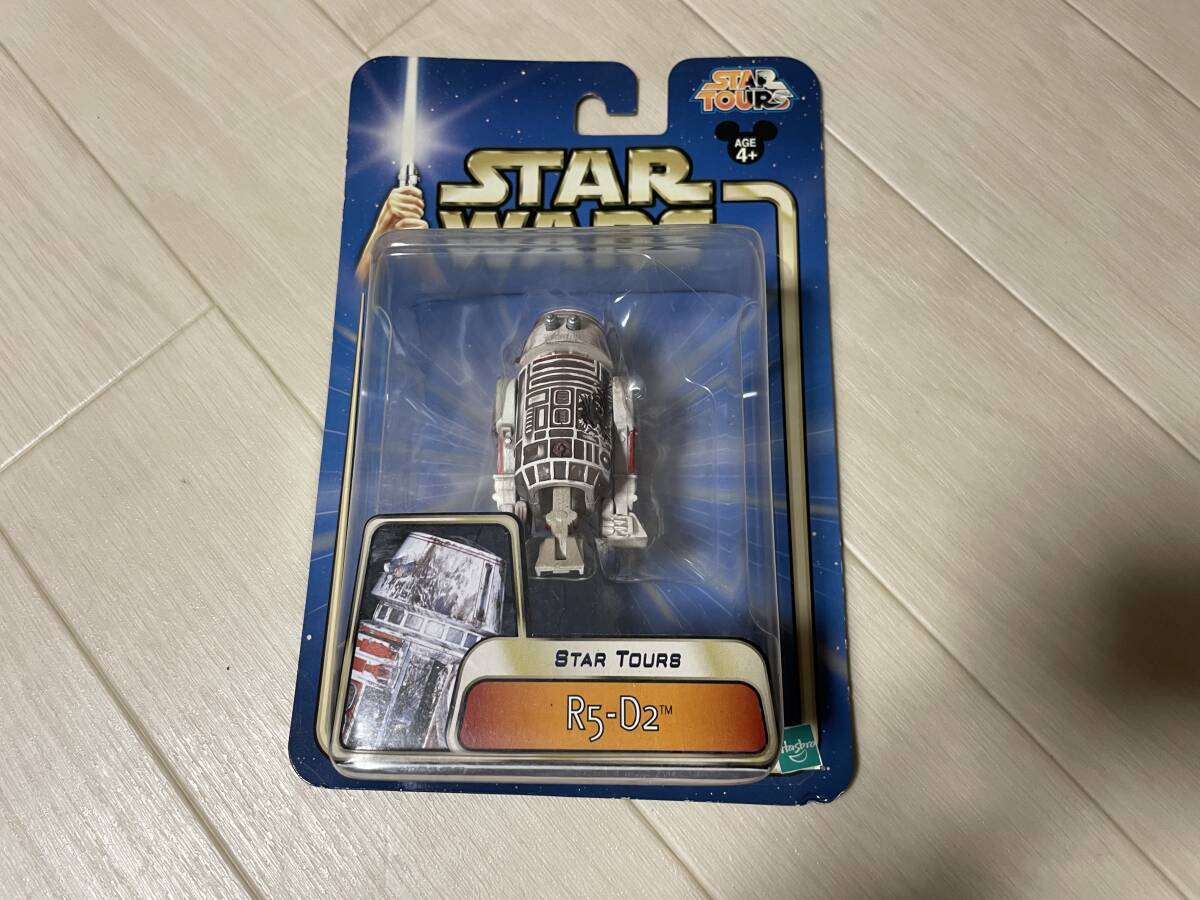 STAR
TOURS
AGE
4+
STAR
WARS
STAR TOURS
R5-D2™
Hasbro